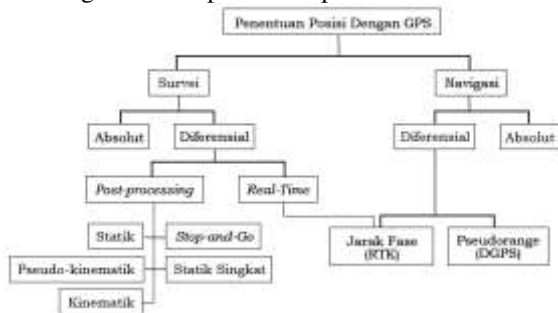 Penentuan Posisi Dengan GPS
Survei
Navigasi
Absolut
Diferensial
Diferensial
Absolut
Post-processing
Real-Time
Statik
Stop-and-Go
Jarak Fase
(RTK)
Pseudorange
(DGPS)
Pseudo-kinematik
Statik Singkat
Kinematik